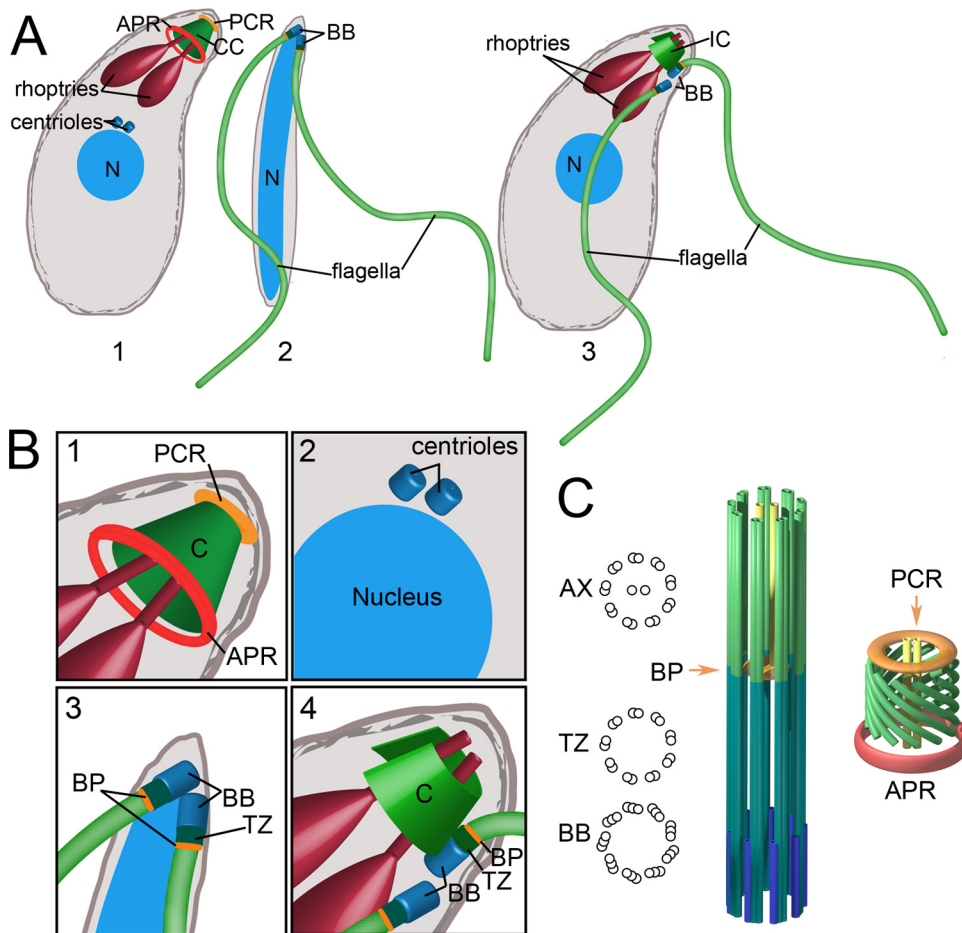 A
APR
PCR
CC
rhoptries
centrioles
N
1
BB
N
flagella
2
rhoptries
IC
BB
N
flagella
3
B
1
PCR
C
APR
2
centrioles
Nucleus
3
BP
BB
TZ
4
C
BP
TZ
BB
C
AX
BP
TZ
BB
PCR
APR